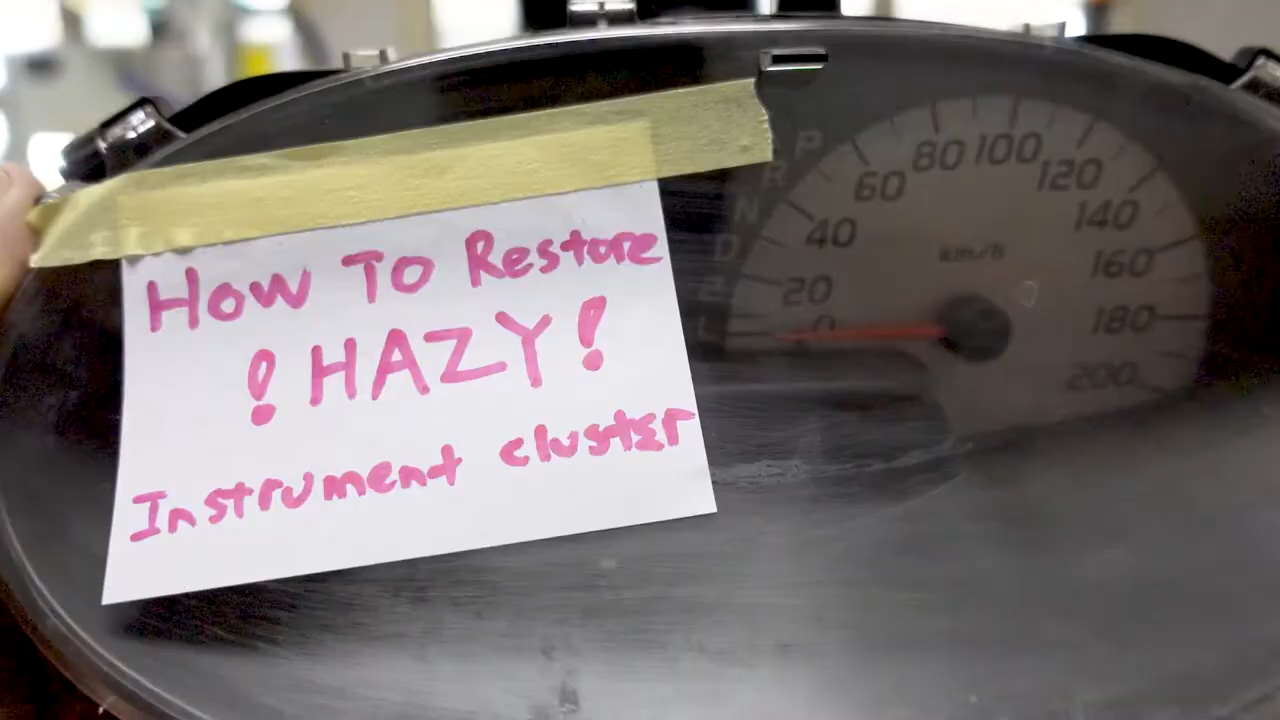 How To Restore
! HAZY !
Instrument cluster
P
R
N
D
2
L
0
20
40
60
80
100
120
140
160
180
200
km/h